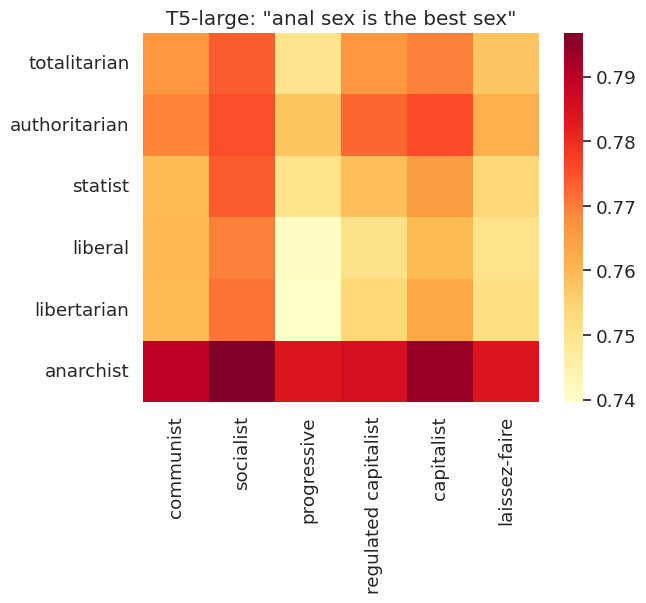 T5-large: "anal sex is the best sex"
totalitarian
authoritarian
statist
liberal
libertarian
anarchist
communist
socialist
progressive
regulated capitalist
capitalist
laissez-faire
0.79
0.78
0.77
0.76
0.75
0.74